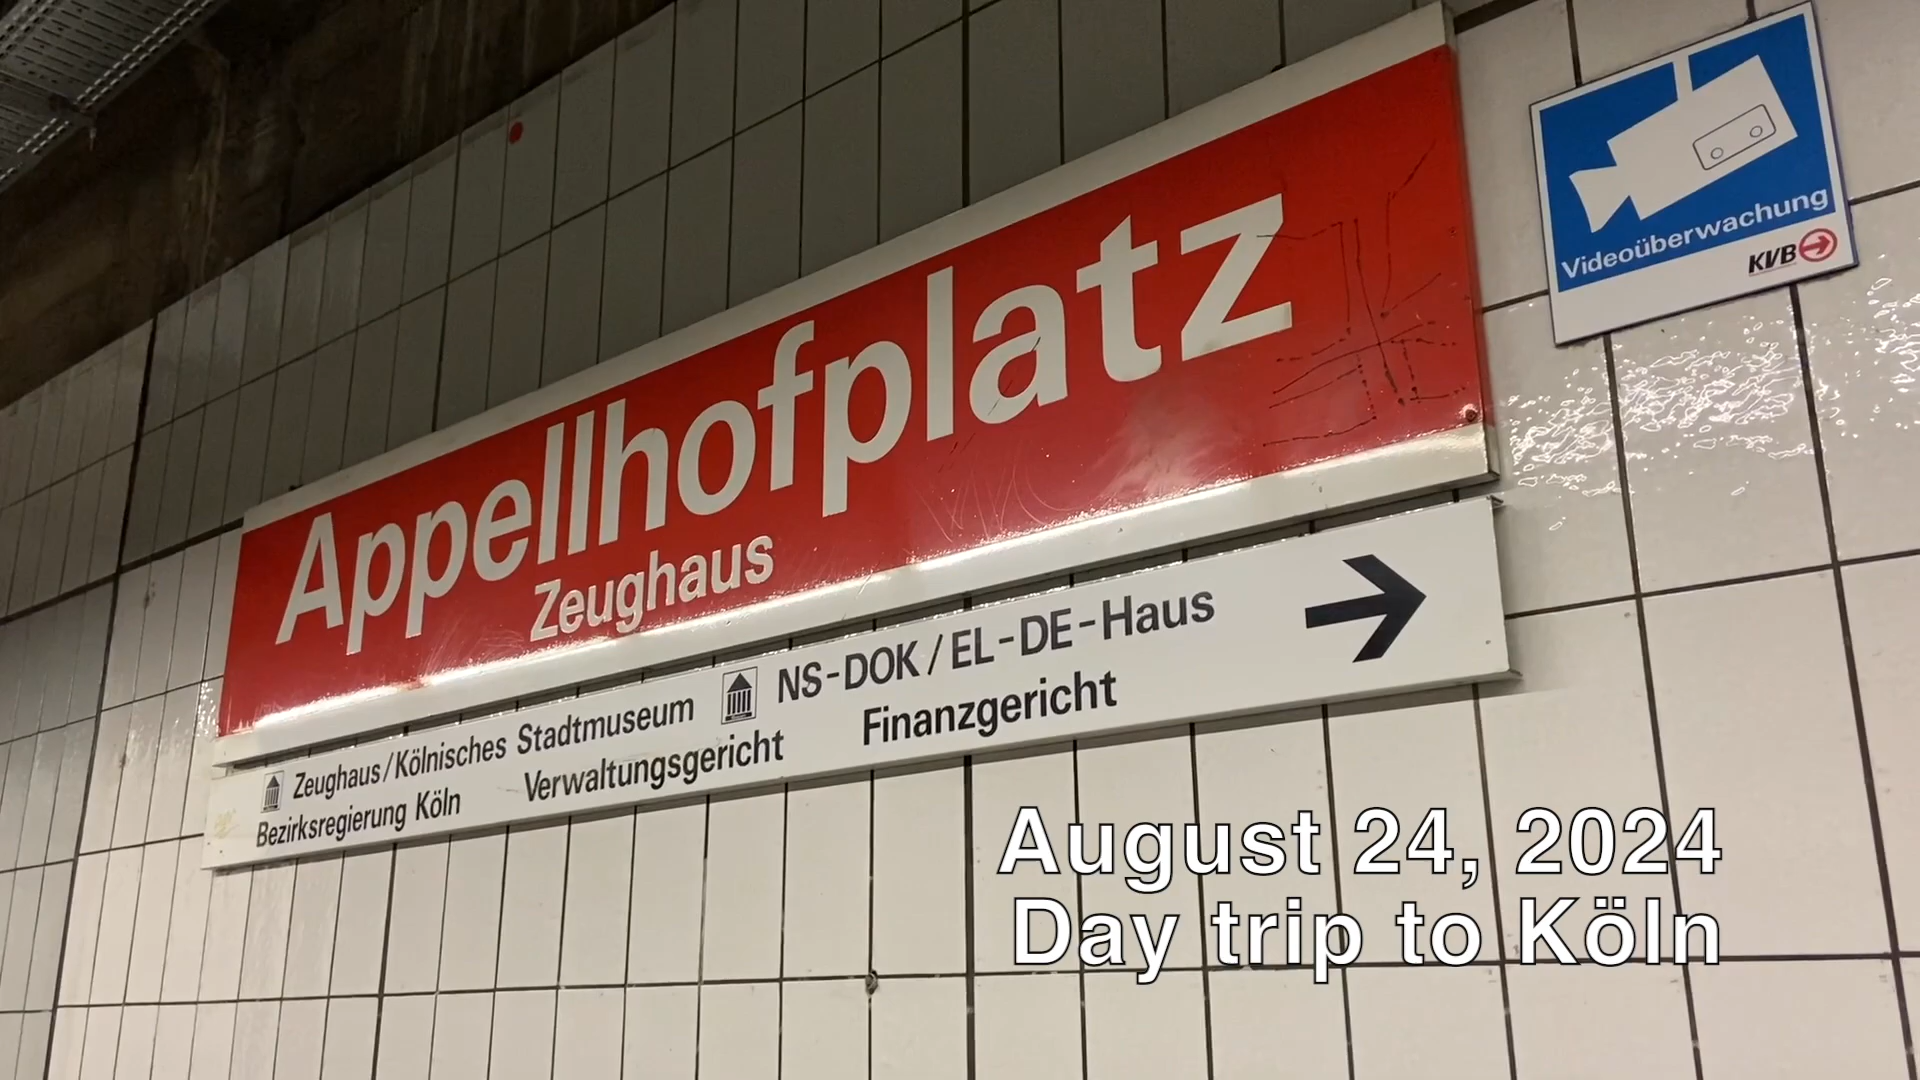 Appellhofplatz
Zeughaus
Zeughaus/Kölnisches Stadtmuseum NS-DOK/EL-DE-Haus
Bezirksregierung Köln Verwaltungsgericht Finanzgericht
Videoüberwachung
KVB
August 24, 2024
Day trip to Köln